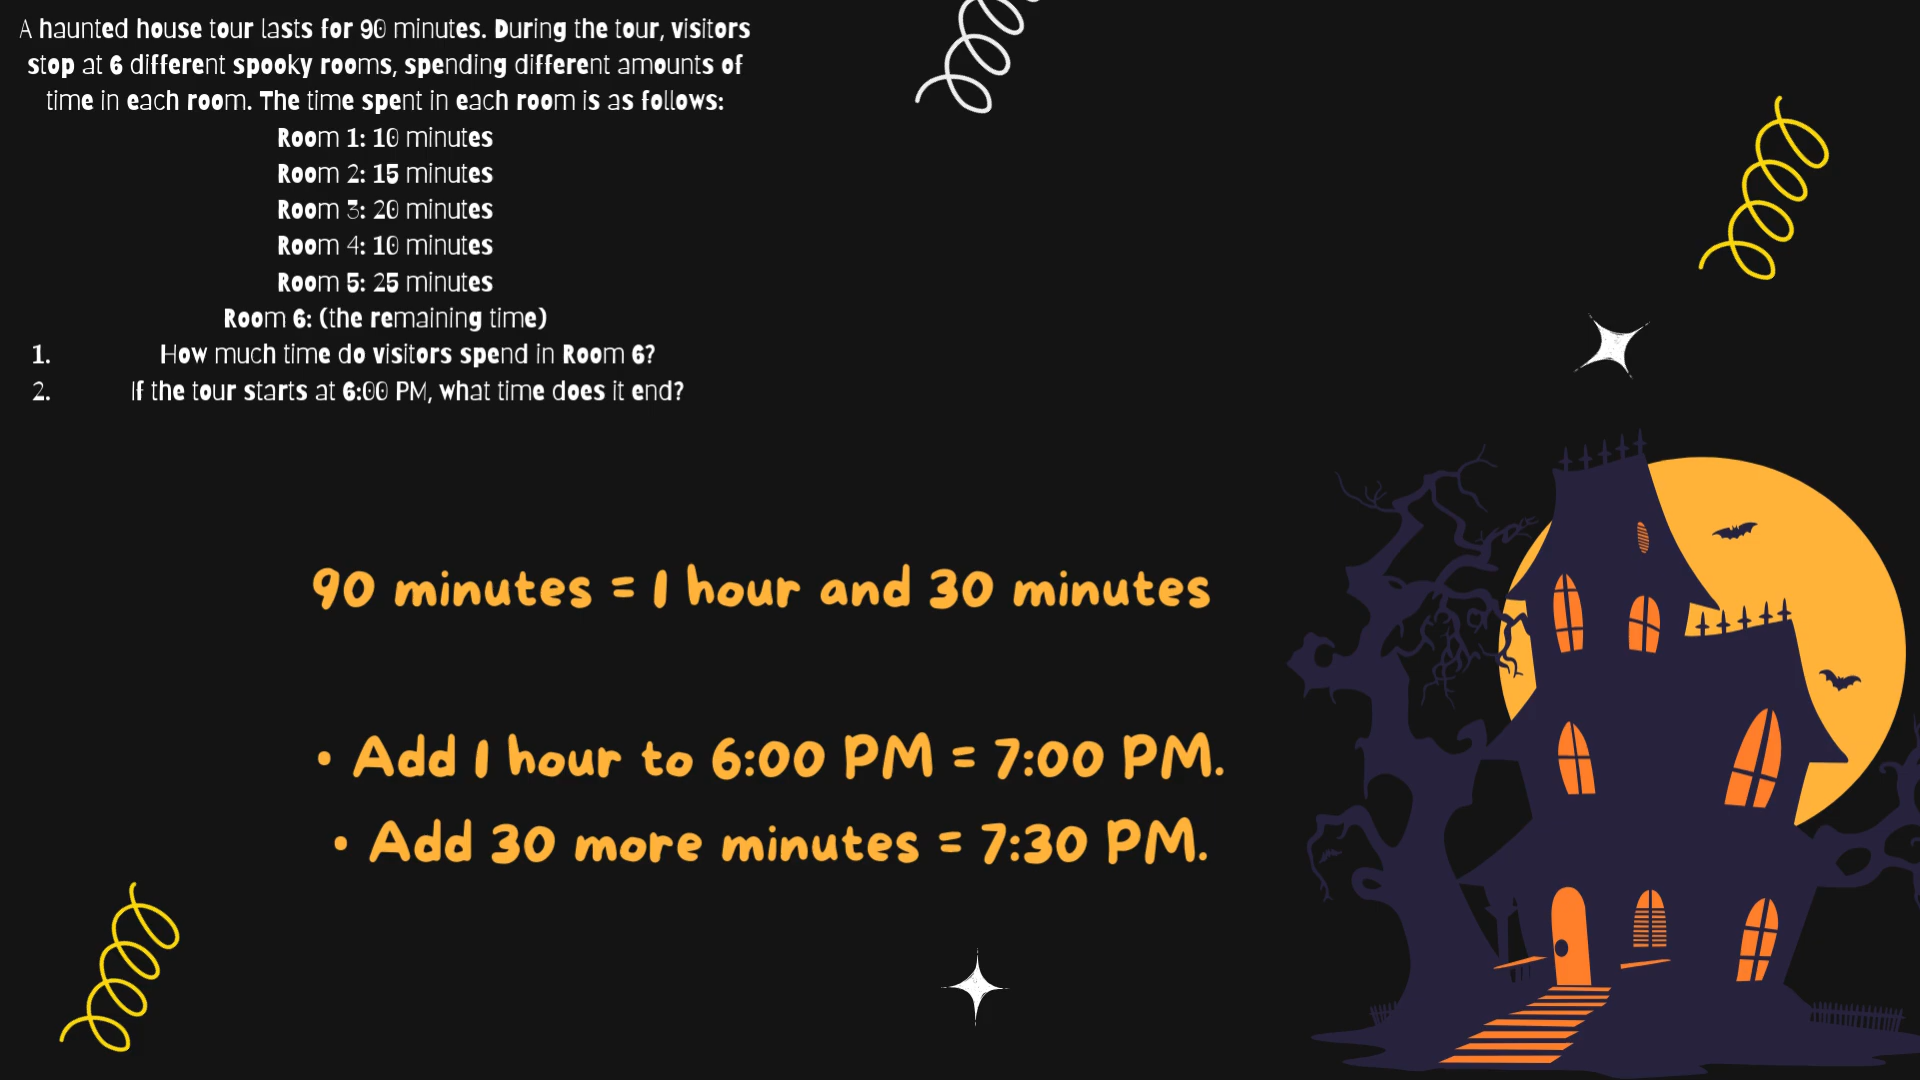 A haunted house tour lasts for 90 minutes. During the tour, visitors
stop at 6 different spooky rooms, spending different amounts of
time in each room. The time spent in each room is as follows:
Room 1: 10 minutes
Room 2: 15 minutes
Room 3: 20 minutes
Room 4: 10 minutes
Room 5: 25 minutes
Room 6: (the remaining time)
1. How much time do visitors spend in Room 6?
2. If the tour starts at 6:00 PM, what time does it end?
90 minutes = 1 hour and 30 minutes
• Add 1 hour to 6:00 PM = 7:00 PM.
• Add 30 more minutes = 7:30 PM.